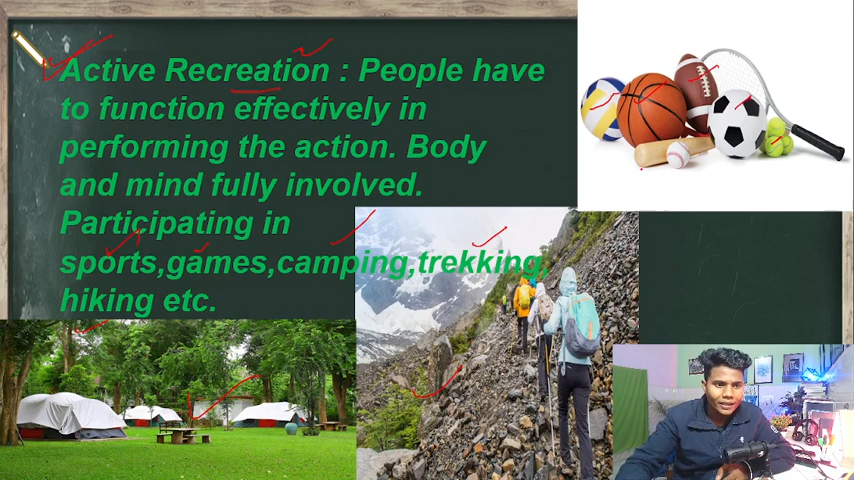 Active Recreation : People have
to function effectively in
performing the action. Body
and mind fully involved.
Participating in
sports,games,camping,trekking,
hiking etc.